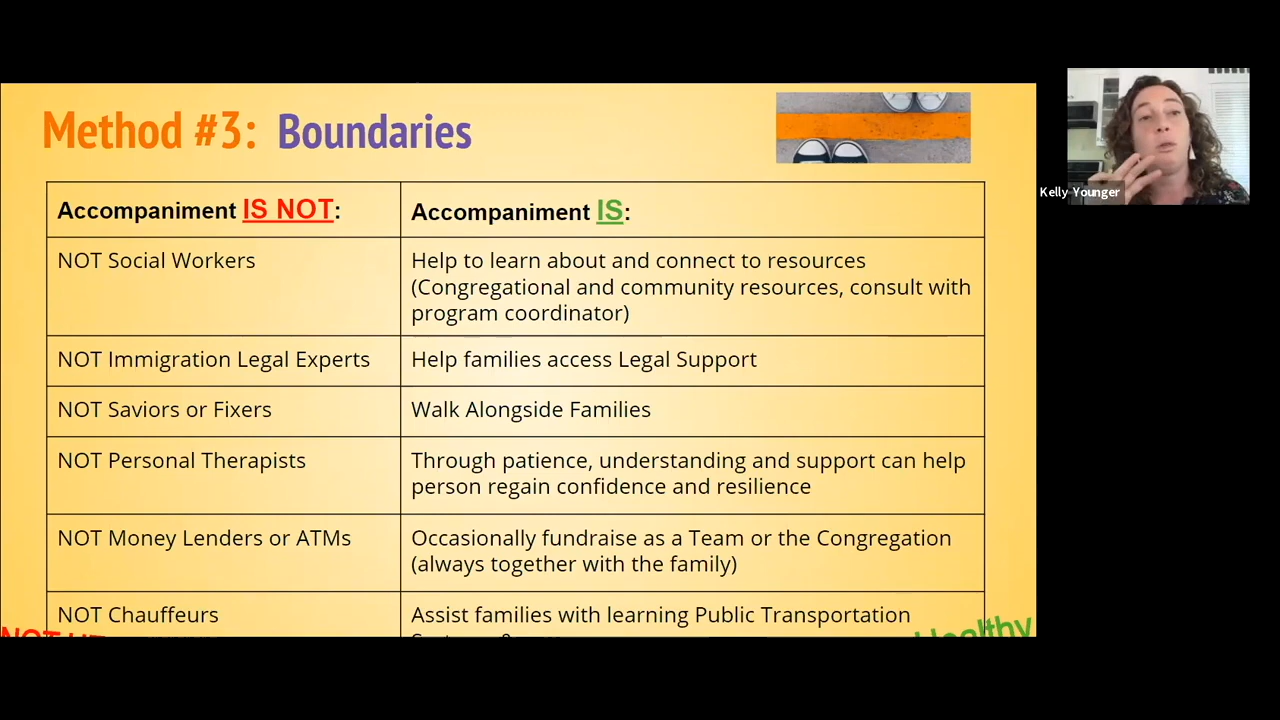 Method #3: Boundaries
Accompaniment IS NOT:
Accompaniment IS:
NOT Social Workers
Help to learn about and connect to resources
(Congregational and community resources, consult with
program coordinator)
NOT Immigration Legal Experts
Help families access Legal Support
NOT Saviors or Fixers
Walk Alongside Families
NOT Personal Therapists
Through patience, understanding and support can help
person regain confidence and resilience
NOT Money Lenders or ATMs
Occasionally fundraise as a Team or the Congregation
(always together with the family)
NOT Chauffeurs
Assist families with learning Public Transportation
NOT
Healthy
Kelly Younger